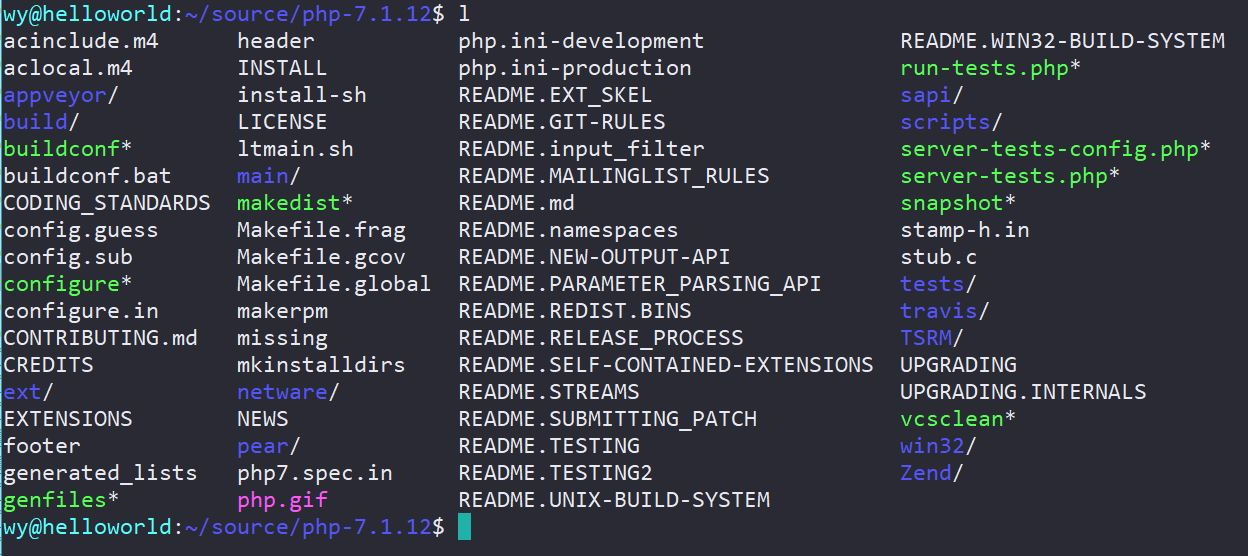 wy@helloworld:~/source/php-7.1.12$ l
acinclude.m4 header php.ini-development README.WIN32-BUILD-SYSTEM
aclocal.m4 INSTALL php.ini-production run-tests.php*
appveyor/ install-sh README.EXT_SKEL sapi/
build/ LICENSE README.GIT-RULES scripts/
buildconf* ltmain.sh README.input_filter server-tests-config.php*
buildconf.bat main/ README.MAILINGLIST_RULES server-tests.php*
CODING_STANDARDS makedist* README.md snapshot*
config.guess Makefile.frag README.namespaces stamp-h.in
config.sub Makefile.gcov README.NEW-OUTPUT-API stub.c
configure* Makefile.global README.PARAMETER_PARSING_API tests/
configure.in makerpm README.REDIST.BINS travis/
CONTRIBUTING.md missing README.RELEASE_PROCESS TSRM/
CREDITS mkinstalldirs README.SELF-CONTAINED-EXTENSIONS UPGRADING
ext/ netware/ README.STREAMS UPGRADING.INTERNALS
EXTENSIONS NEWS README.SUBMITTING_PATCH vcsclean*
footer pear/ README.TESTING win32/
generated_lists php7.spec.in README.TESTING2 Zend/
genfiles* php.gif README.UNIX-BUILD-SYSTEM
wy@helloworld:~/source/php-7.1.12$